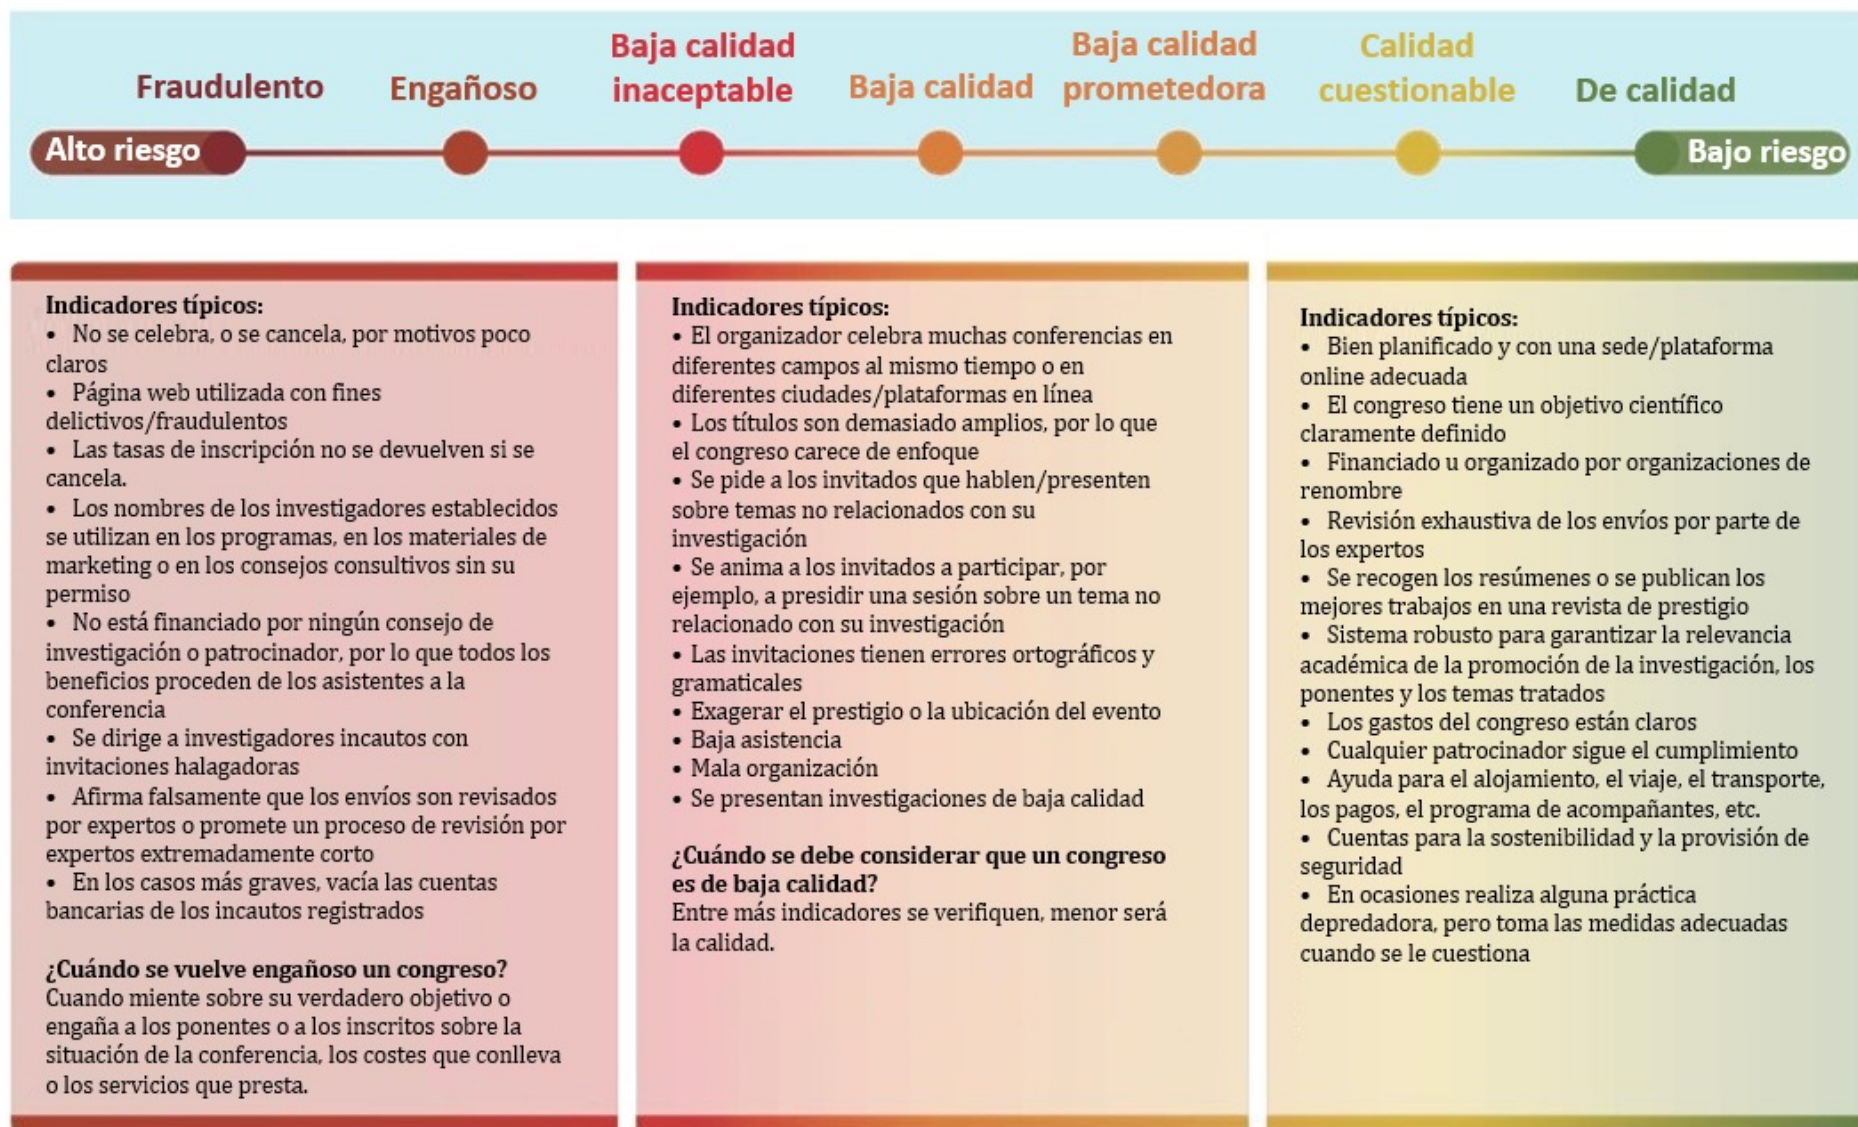 Fraudulento
Engañoso
Baja calidad
inaceptable
Baja calidad
Baja calidad
prometedora
Calidad
cuestionable
De calidad
Alto riesgo
Bajo riesgo
Indicadores típicos:
• No se celebra, o se cancela, por motivos poco
claros
• Página web utilizada con fines
delictivos/fraudulentos
• Las tasas de inscripción no se devuelven si se
cancela.
• Los nombres de los investigadores establecidos
se utilizan en los programas, en los materiales de
marketing o en los consejos consultivos sin su
permiso
• No está financiado por ningún consejo de
investigación o patrocinador, por lo que todos los
beneficios proceden de los asistentes a la
conferencia
• Se dirige a investigadores incautos con
invitaciones halagadoras
• Afirma falsamente que los envíos son revisados
por expertos o promete un proceso de revisión por
expertos extremadamente corto
• En los casos más graves, vacía las cuentas
bancarias de los incautos registrados
¿Cuándo se vuelve engañoso un congreso?
Cuando miente sobre su verdadero objetivo o
engaña a los ponentes o a los inscritos sobre la
situación de la conferencia, los costes que conlleva
o los servicios que presta.
Indicadores típicos:
• El organizador celebra muchas conferencias en
diferentes campos al mismo tiempo o en
diferentes ciudades/plataformas en línea
• Los títulos son demasiado amplios, por lo que
el congreso carece de enfoque
• Se pide a los invitados que hablen/presenten
sobre temas no relacionados con su
investigación
• Se anima a los invitados a participar, por
ejemplo, a presidir una sesión sobre un tema no
relacionado con su investigación
• Las invitaciones tienen errores ortográficos y
gramaticales
• Exagerar el prestigio o la ubicación del evento
• Baja asistencia
• Mala organización
• Se presentan investigaciones de baja calidad
¿Cuándo se debe considerar que un congreso
es de baja calidad?
Entre más indicadores se verifiquen, menor será
la calidad.
Indicadores típicos:
• Bien planificado y con una sede/plataforma
online adecuada
• El congreso tiene un objetivo científico
claramente definido
• Financiado u organizado por organizaciones de
renombre
• Revisión exhaustiva de los envíos por parte de
los expertos
• Se recogen los resúmenes o se publican los
mejores trabajos en una revista de prestigio
• Sistema robusto para garantizar la relevancia
académica de la promoción de la investigación, los
ponentes y los temas tratados
• Los gastos del congreso están claros
• Cualquier patrocinador sigue el cumplimiento
• Ayuda para el alojamiento, el viaje, el transporte,
los pagos, el programa de acompañantes, etc.
• Cuentas para la sostenibilidad y la provisión de
seguridad
• En ocasiones realiza alguna práctica
depredadora, pero toma las medidas adecuadas
cuando se le cuestiona